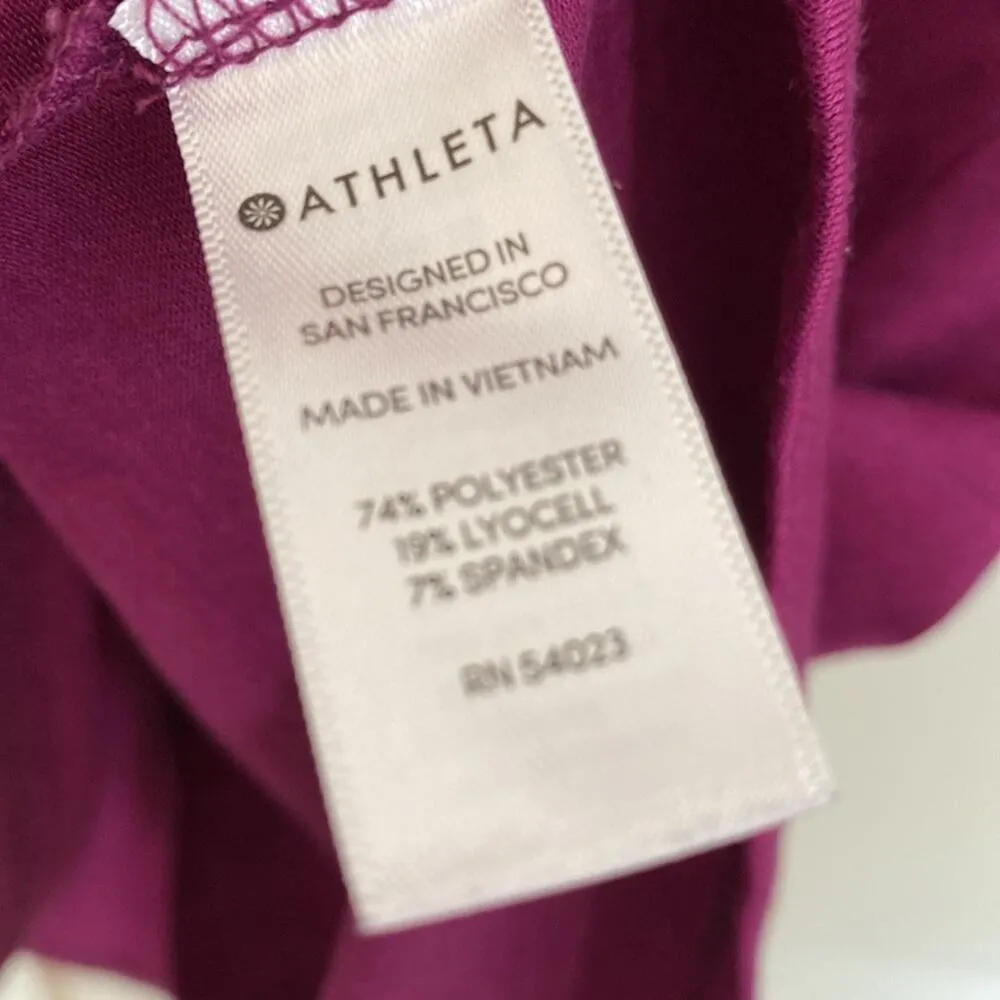 ATHLETA
DESIGNED IN
SAN FRANCISCO
MADE IN VIETNAM
74% POLYESTER
19% LYOCELL
7% SPANDEX
RN 54023